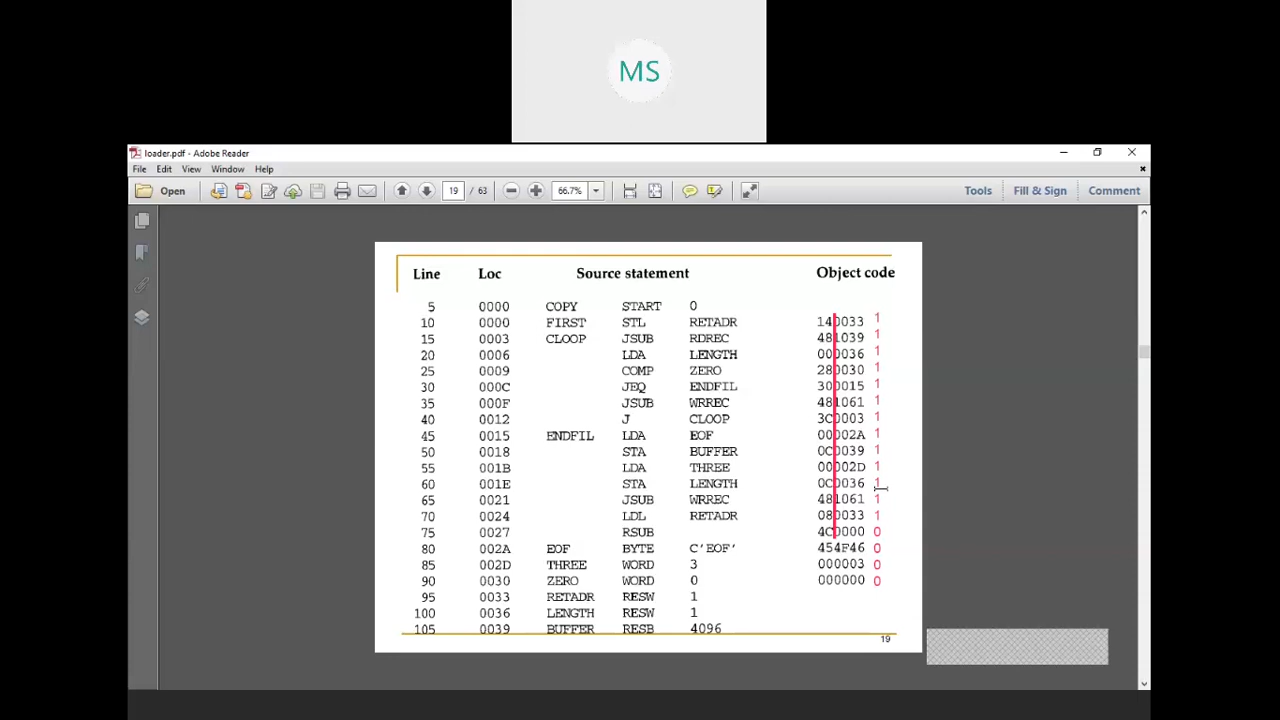 MS
loader.pdf - Adobe Reader
File Edit View Window Help
Open 19 / 63 66.7% Tools Fill & Sign Comment
Line Loc Source statement Object code
5 0000 COPY START 0
10 0000 FIRST STL RETADR 140033 1
15 0003 CLOOP JSUB RDREC 481039 1
20 0006 LDA LENGTH 000036 1
25 0009 COMP ZERO 280030 1
30 000C JEQ ENDFIL 300015 1
35 000F JSUB WRREC 481061 1
40 0012 J CLOOP 3C0003 1
45 0015 ENDFIL LDA EOF 00002A 1
50 0018 STA BUFFER 0C0039 1
55 001B LDA THREE 00002D 1
60 001E STA LENGTH 0C0036 1
65 0021 JSUB WRREC 481061 1
70 0024 LDL RETADR 080033 1
75 0027 RSUB 4C0000 0
80 002A EOF BYTE C'EOF' 454F46 0
85 002D THREE WORD 3 000003 0
90 0030 ZERO WORD 0 000000 0
95 0033 RETADR RESW 1
100 0036 LENGTH RESW 1
105 0039 BUFFER RESB 4096
19